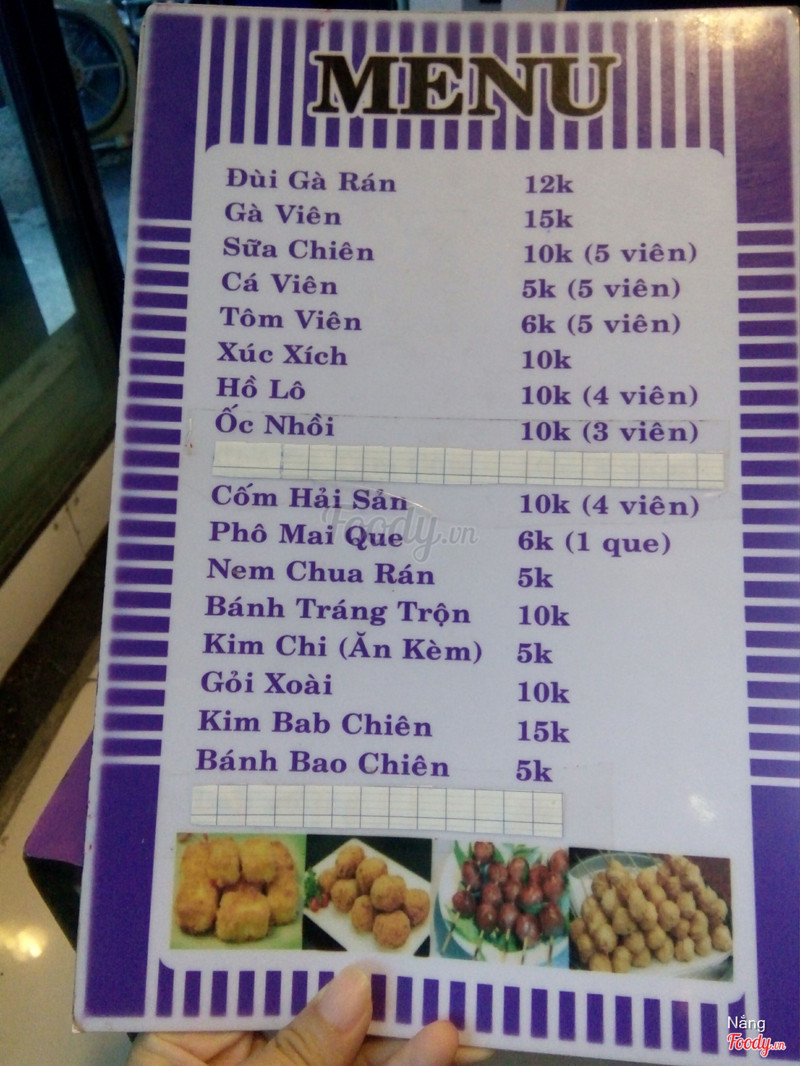 MENU
Đùi Gà Rán 12k
Gà Viên 15k
Sữa Chiên 10k (5 viên)
Cá Viên 5k (5 viên)
Tôm Viên 6k (5 viên)
Xúc Xích 10k
Hồ Lô 10k (4 viên)
Ốc Nhồi 10k (3 viên)
Cốm Hải Sản 10k (4 viên)
Phô Mai Que 6k (1 que)
Nem Chua Rán 5k
Bánh Tráng Trộn 10k
Kim Chi (Ăn Kèm) 5k
Gỏi Xoài 10k
Kim Bab Chiên 15k
Bánh Bao Chiên 5k
Foody.vn
Nắng
Foody.vn